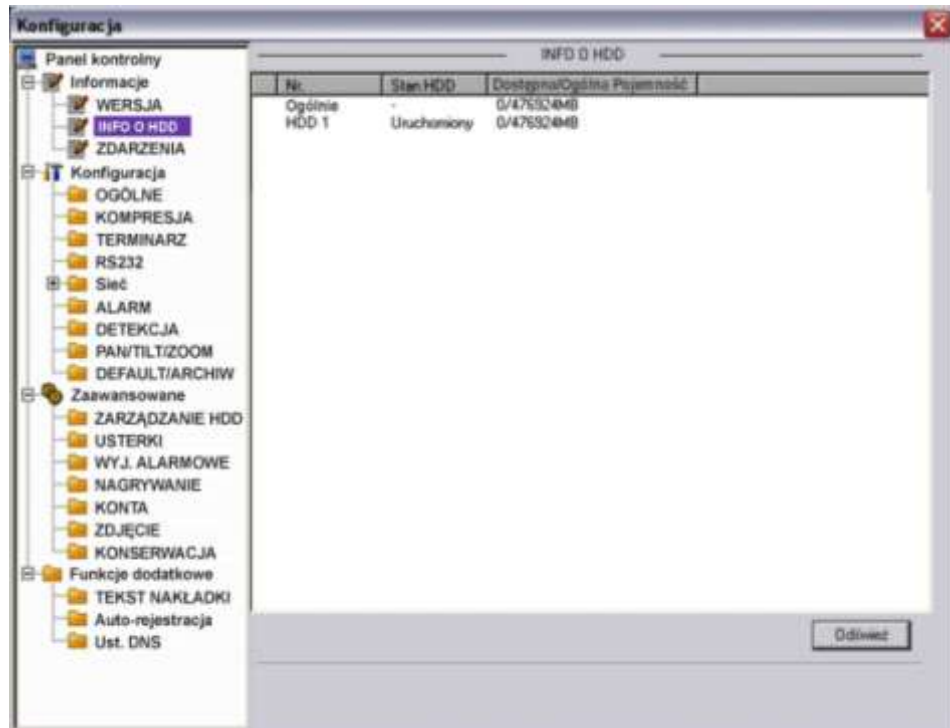 Konfiguracja
Panel kontrolny
Informacje
WERSJA
INFO O HDD
ZDARZENIA
Konfiguracja
OGÓLNE
KOMPRESJA
TERMINARZ
RS232
Sieć
ALARM
DETEKCJA
PAN/TILT/ZOOM
DEFAULT/ARCHIW
Zaawansowane
ZARZĄDZANIE HDD
USTERKI
WYJ. ALARMOWE
NAGRYWANIE
KONTA
ZDJĘCIE
KONSERWACJA
Funkcje dodatkowe
TEKST NAKŁADKI
Auto-rejestracja
Ust. DNS
INFO O HDD
Nr. Stan HDD Dostępna/Ogólna Pojemność
Ogólnie - 0/476924MB
HDD 1 Uruchomiony 0/476924MB
Odśwież